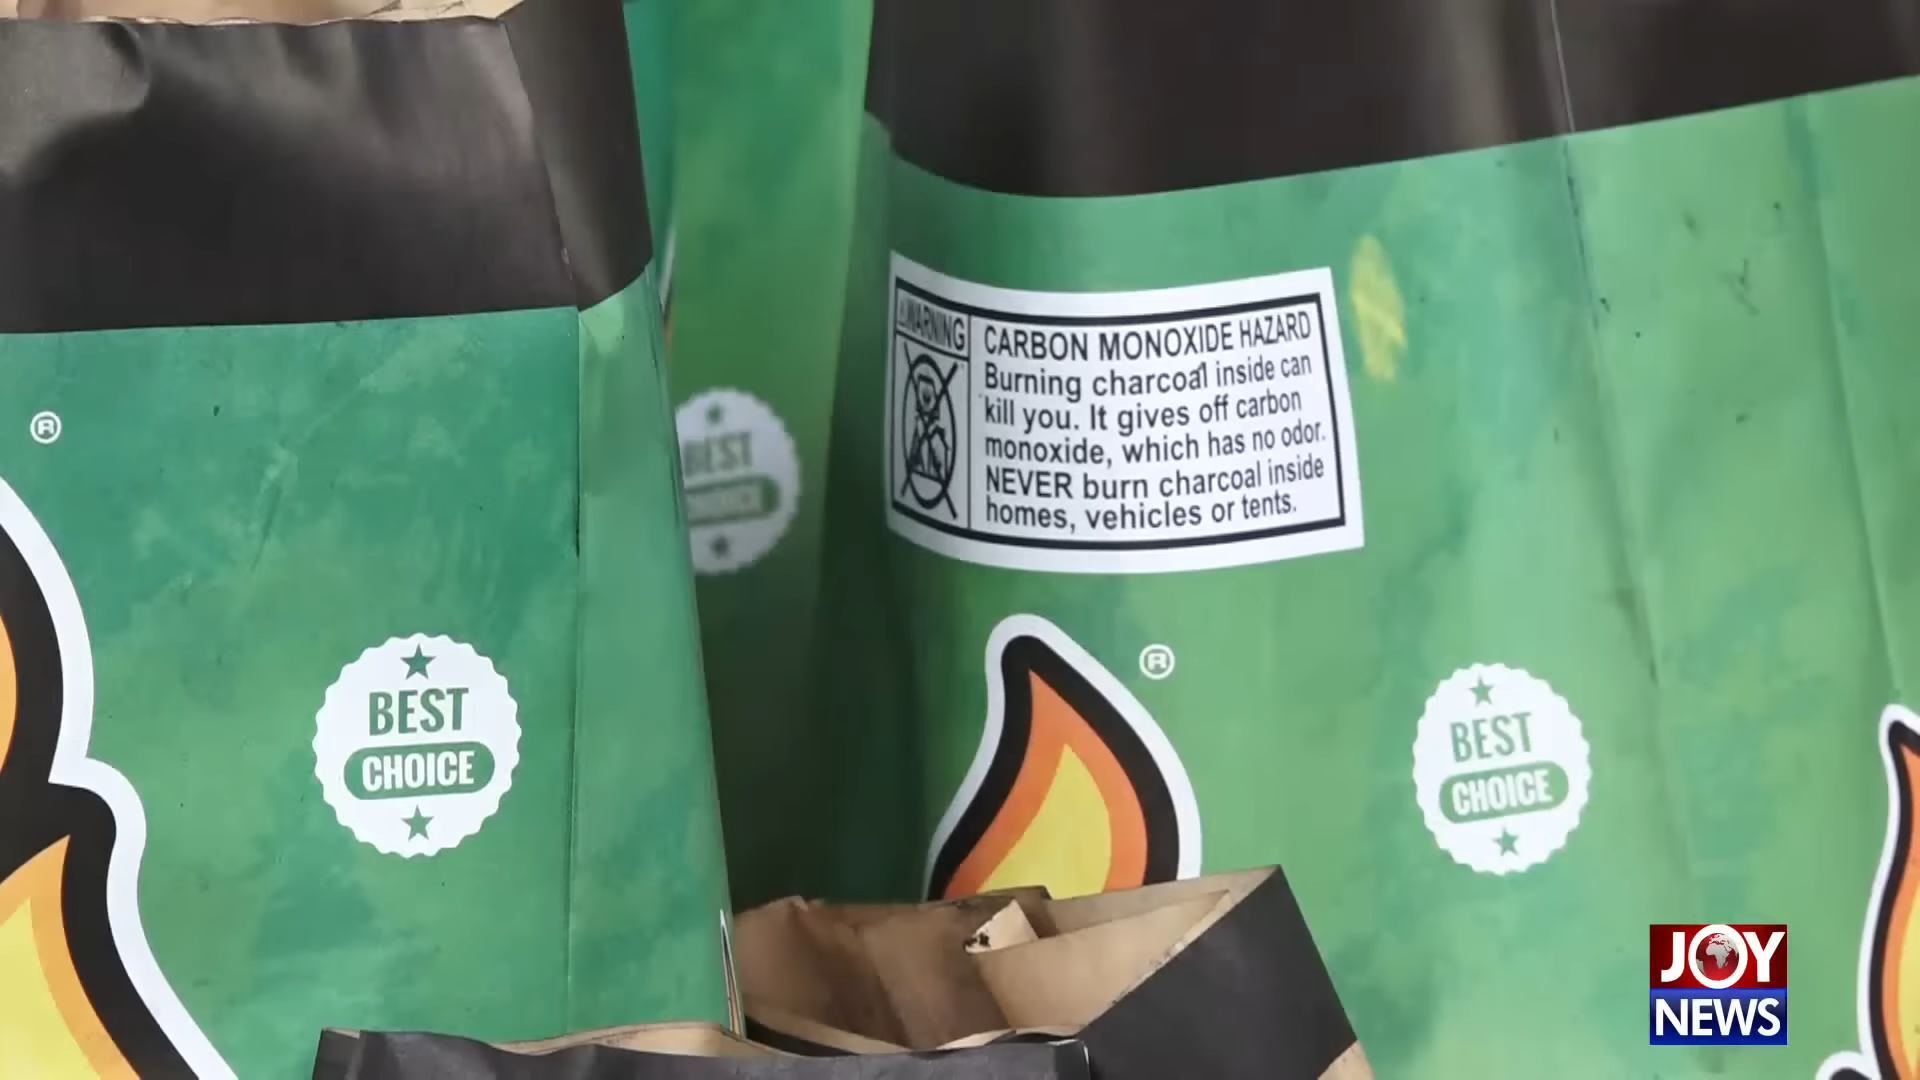 ⚠WARNING
CARBON MONOXIDE HAZARD
Burning charcoal inside can
kill you. It gives off carbon
monoxide, which has no odor.
NEVER burn charcoal inside
homes, vehicles or tents.
®
BEST
CHOICE
BEST
CHOICE
®
BEST
CHOICE
JOY
NEWS